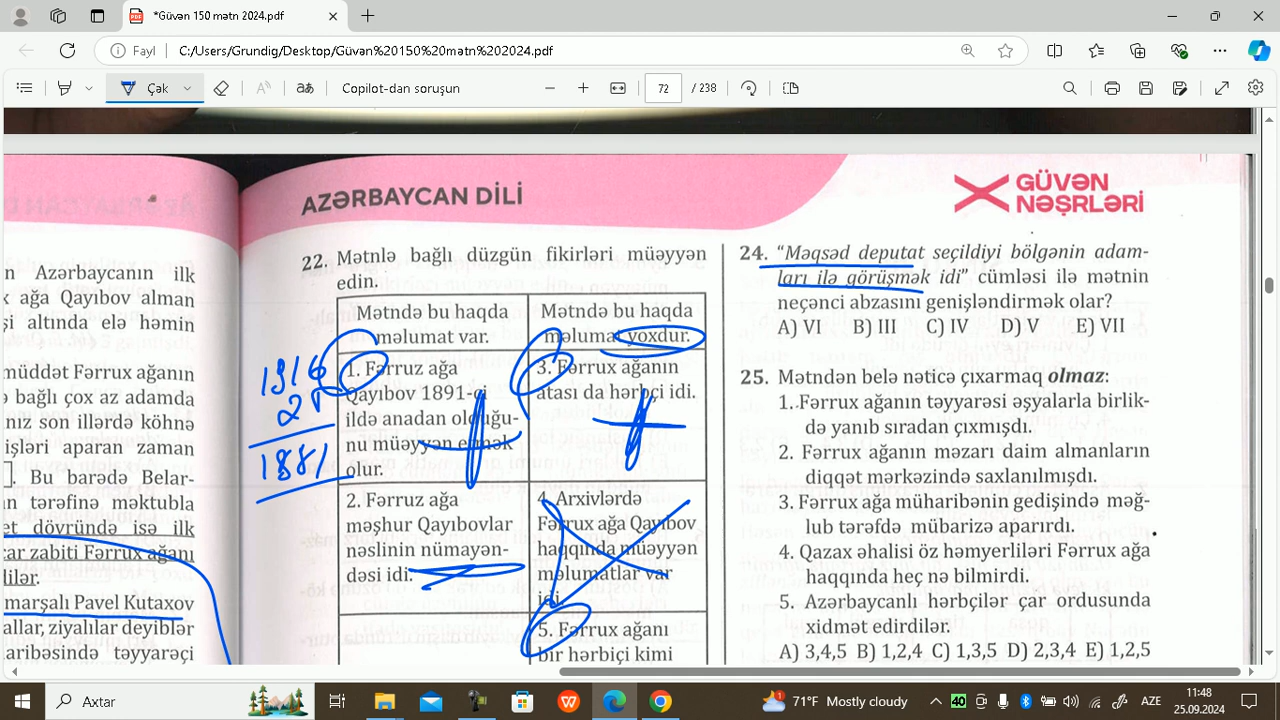 *Güvən 150 mətn 2024.pdf
Fayl
C:/Users/Grundig/Desktop/Güvən%20150%20mətn%202024.pdf
Çək
aあ
Copilot-dan soruşun
72 / 238
AZƏRBAYCAN DİLİ
GÜVƏN
NƏŞRLƏRİ
n Azərbaycanın ilk
k ağa Qayıbov alman
şi altında elə həmin
müddət Fərrux ağanın
ə bağlı çox az adamda
nız son illərdə köhnə
işləri aparan zaman
. Bu barədə Belar-
n tərəfinə məktubla
et dövründə isə ilk
çar zabiti Fərrux ağanı
dilər.
marşalı Pavel Kutaxov
allar, ziyalılar deyiblər
aribəsində təyyarəçi
22. Mətnlə bağlı düzgün fikirləri müəyyən
edin.
Mətndə bu haqda
məlumat var.
Mətndə bu haqda
məlumat yoxdur.
1. Fərruz ağa
Qayıbov 1891-ci
ildə anadan olduğu-
nu müəyyən etmək
olur.
3. Fərrux ağanın
atası da hərbçi idi.
2. Fərruz ağa
məşhur Qayıbovlar
nəslinin nümayən-
dəsi idi.
4. Arxivlərdə
Fərrux ağa Qayıbov
haqqında müəyyən
məlumatlar var
idi.
5. Fərrux ağanı
bir hərbiçi kimi
1916
1881
24. “Məqsəd deputat seçildiyi bölgənin adam-
ları ilə görüşmək idi” cümləsi ilə mətnin
neçənci abzasını genişləndirmək olar?
A) VI B) III C) IV D) V E) VII
25. Mətndən belə nəticə çıxarmaq olmaz:
1. Fərrux ağanın təyyarəsi əşyalarla birlik-
də yanıb sıradan çıxmışdı.
2. Fərrux ağanın məzarı daim almanların
diqqət mərkəzində saxlanılmışdı.
3. Fərrux ağa müharibənin gedişində məğ-
lub tərəfdə mübarizə aparırdı.
4. Qazax əhalisi öz həmyerliləri Fərrux ağa
haqqında heç nə bilmirdi.
5. Azərbaycanlı hərbçilər çar ordusunda
xidmət edirdilər.
A) 3,4,5 B) 1,2,4 C) 1,3,5 D) 2,3,4 E) 1,2,5
Axtar
71°F Mostly cloudy
40
AZE
11:48
25.09.2024